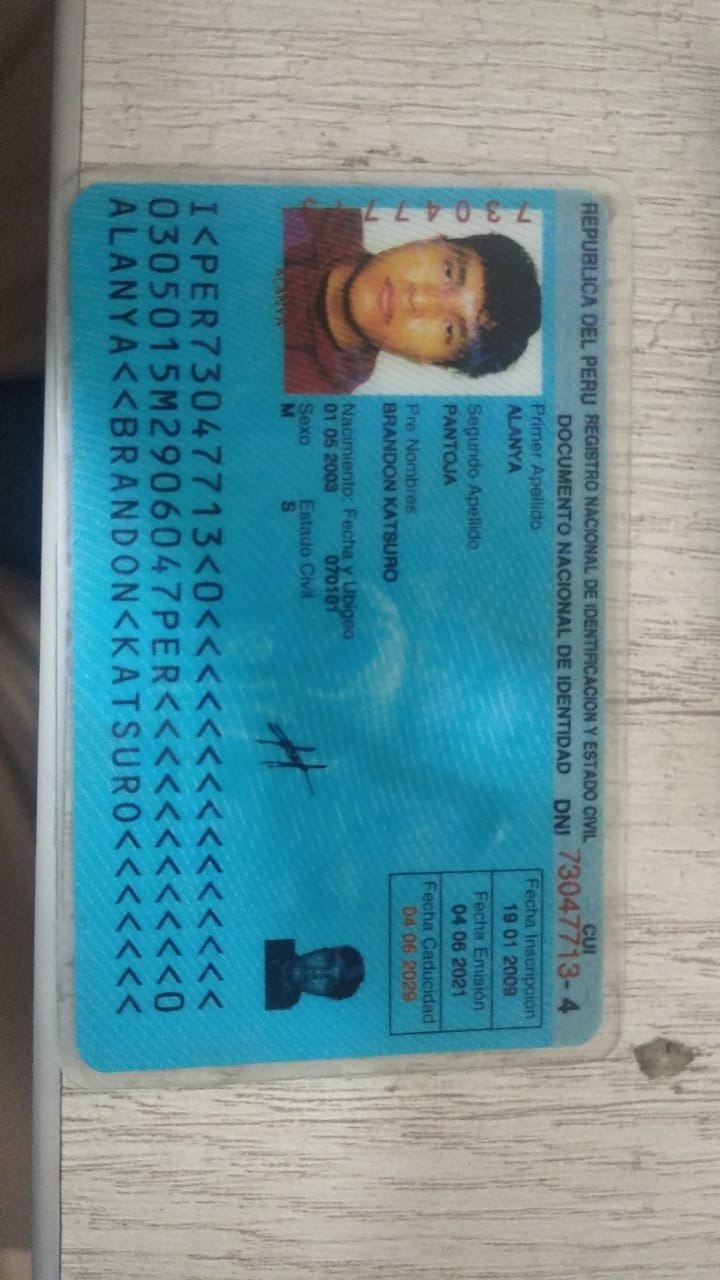 REPUBLICA DEL PERU REGISTRO NACIONAL DE IDENTIFICACION Y ESTADO CIVIL
DOCUMENTO NACIONAL DE IDENTIDAD DNI 73047713-4
CUI
Primer Apellido
ALANYA
Segundo Apellido
PANTOJA
Pre Nombres
BRANDON KATSURO
Nacimiento: Fecha y Ubigeo
01 05 2003 070101
Sexo Estado Civil
M S
Fecha Inscripción
19 01 2009
Fecha Emisión
04 06 2021
Fecha Caducidad
04 06 2029
ALANYA
I<PER73047713<0<<<<<<<<<<<<<<<
0305015M2906047PER<<<<<<<<<<<0
ALANYA<<BRANDON<KATSURO<<<<<<<